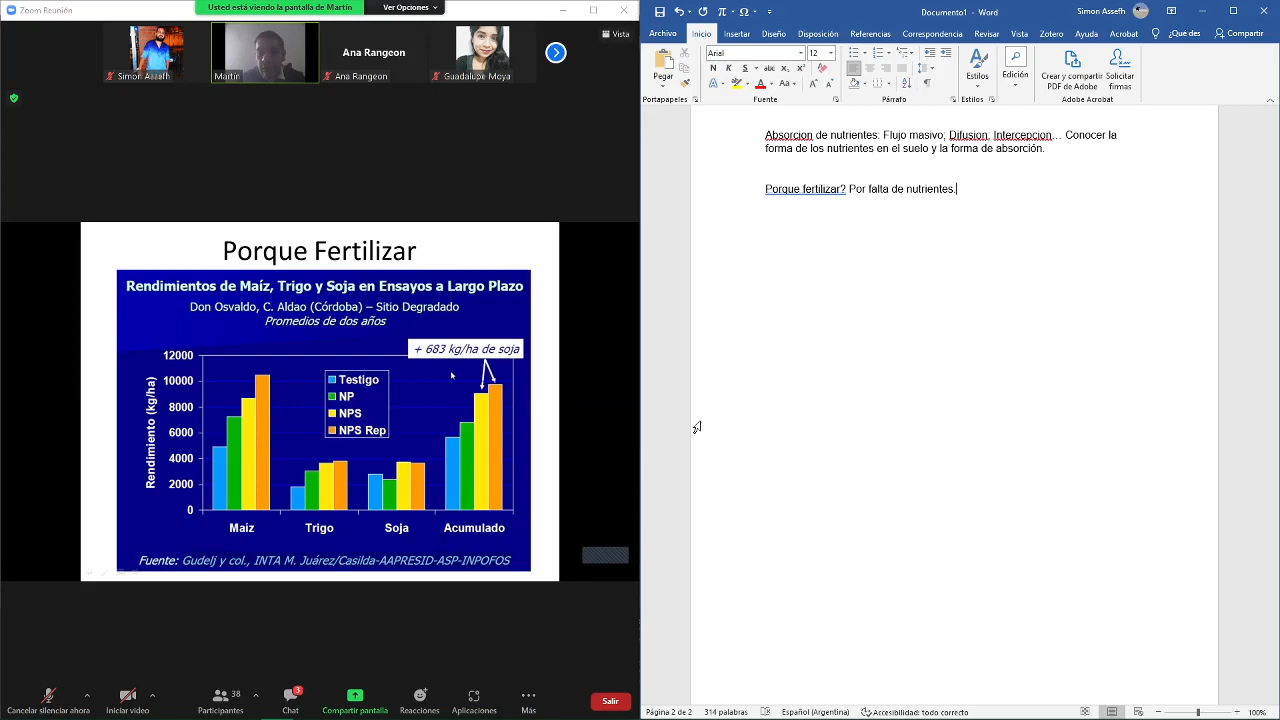 Zoom Reunión
Usted está viendo la pantalla de Martín
Ver Opciones
Simon Assefh
Martín
Ana Rangeon
Ana Rangeon
Guadalupe Moya
Vista
Porque Fertilizar
Rendimientos de Maíz, Trigo y Soja en Ensayos a Largo Plazo
Don Osvaldo, C. Aldao (Córdoba) – Sitio Degradado
Promedios de dos años
+ 683 kg/ha de soja
Rendimiento (kg/ha)
12000
10000
8000
6000
4000
2000
0
Testigo
NP
NPS
NPS Rep
Maíz
Trigo
Soja
Acumulado
Fuente: Gudelj y col., INTA M. Juárez/Casilda-AAPRESID-ASP-INPOFOS
Cancelar silenciar ahora
Iniciar video
38
Participantes
3
Chat
Compartir pantalla
Reacciones
Aplicaciones
Más
Salir
Documento1 - Word
Simon Assefh
Archivo
Inicio
Insertar
Diseño
Disposición
Referencias
Correspondencia
Revisar
Vista
Zotero
Ayuda
Acrobat
¿Qué des
Compartir
Pegar
Arial
12
N K S abc x₂ x²
A
A
Aa
A A
Estilos
Edición
Crear y compartir PDF de Adobe
Solicitar firmas
Portapapeles
Fuente
Párrafo
Estilos
Adobe Acrobat
Absorcion de nutrientes: Flujo masivo; Difusion; Intercepcion… Conocer la
forma de los nutrientes en el suelo y la forma de absorción.
Porque fertilizar? Por falta de nutrientes.
Página 2 de 2
314 palabras
Español (Argentina)
Accesibilidad: todo correcto
100%